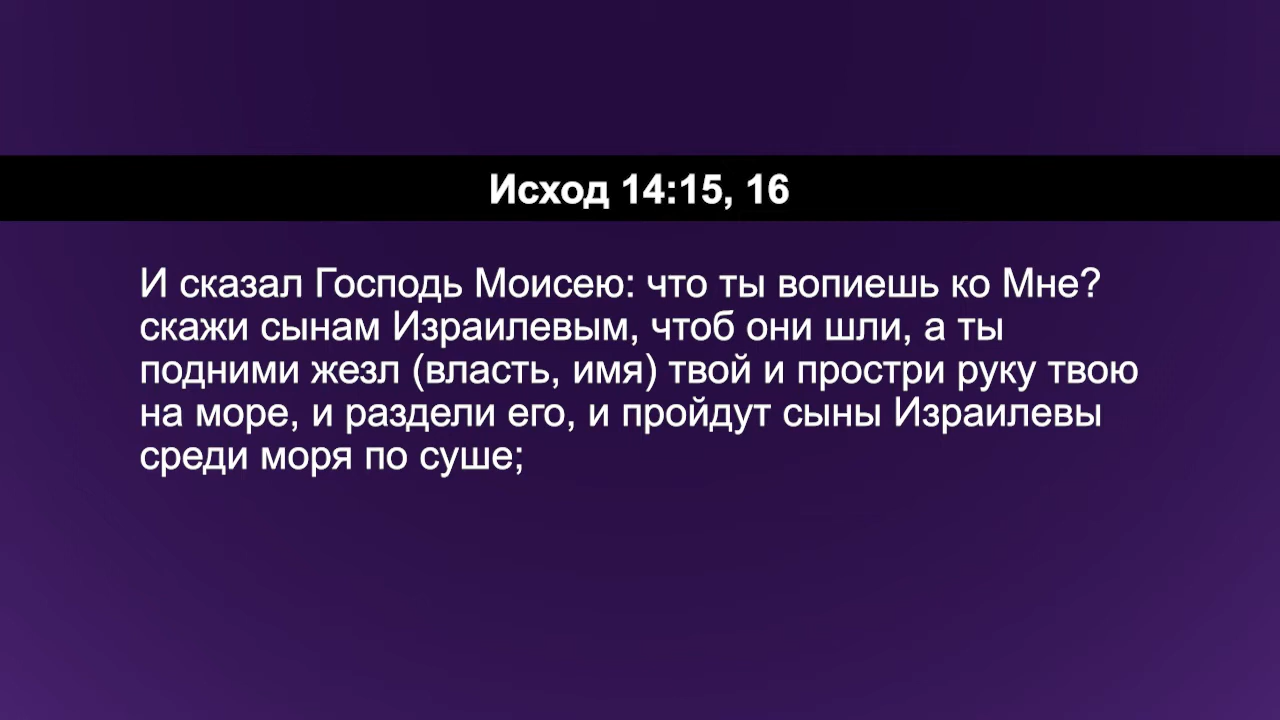 Исход 14:15, 16
И сказал Господь Моисею: что ты вопиешь ко Мне?
скажи сынам Израилевым, чтоб они шли, а ты
подними жезл (власть, имя) твой и простри руку твою
на море, и раздели его, и пройдут сыны Израилевы
среди моря по суше;